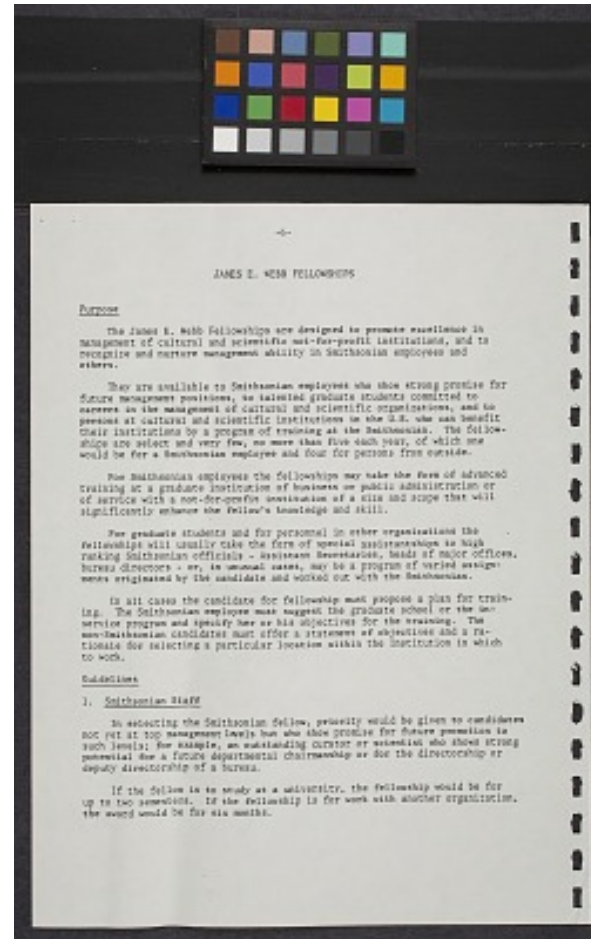 JAMES E. WEBB FELLOWSHIPS
Purpose
The James E. Webb Fellowships are designed to promote excellence in
management of cultural and scientific not-for-profit institutions, and to
recognize and nurture management ability in Smithsonian employees and
others.
They are available to Smithsonian employees who show strong promise for
future management positions, to talented graduate students committed to
careers in the management of cultural and scientific organizations, and to
persons at cultural and scientific institutions in the U.S. who can benefit
their institutions by a program of training at the Smithsonian. The fellow-
ships are select and very few, no more than five each year, of which one
would be for a Smithsonian employee and four for persons from outside.
For Smithsonian employees the fellowships may take the form of advanced
training at a graduate institution of business or public administration or
of service with a not-for-profit institution of a size and scope that will
significantly enhance the fellow's knowledge and skill.
For graduate students and for personnel in other organizations the
fellowships will usually take the form of special assistantships to high
ranking Smithsonian officials - Assistant Secretaries, heads of major offices,
bureau directors - or, in unusual cases, may be a program of varied assign-
ments originated by the candidate and worked out with the Smithsonian.
In all cases the candidate for fellowship must propose a plan for train-
ing. The Smithsonian employee must suggest the graduate school or the in-
service program and specify her or his objectives for the training. The
non-Smithsonian candidates must offer a statement of objectives and a ra-
tionale for selecting a particular location within the Institution in which
to work.
Guidelines
1. Smithsonian Staff
In selecting the Smithsonian fellow, priority would be given to candidates
not yet at top management levels but who show promise for future promotion to
such levels; for example, an outstanding curator or scientist who shows strong
potential for a future departmental chairmanship or for the directorship or
deputy directorship of a bureau.
If the fellow is to study at a university, the fellowship would be for
up to two semesters. If the fellowship is for work with another organization,
the award would be for six months.